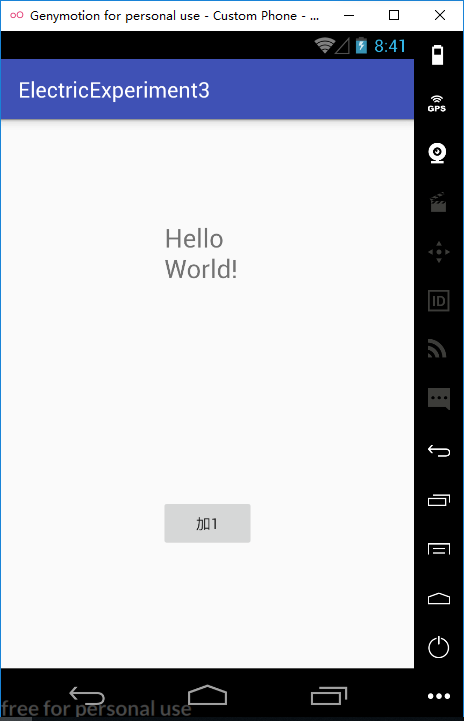 Genymotion for personal use - Custom Phone - ...
8:41
ElectricExperiment3
GPS
Hello
World!
ID
加1
free for personal use